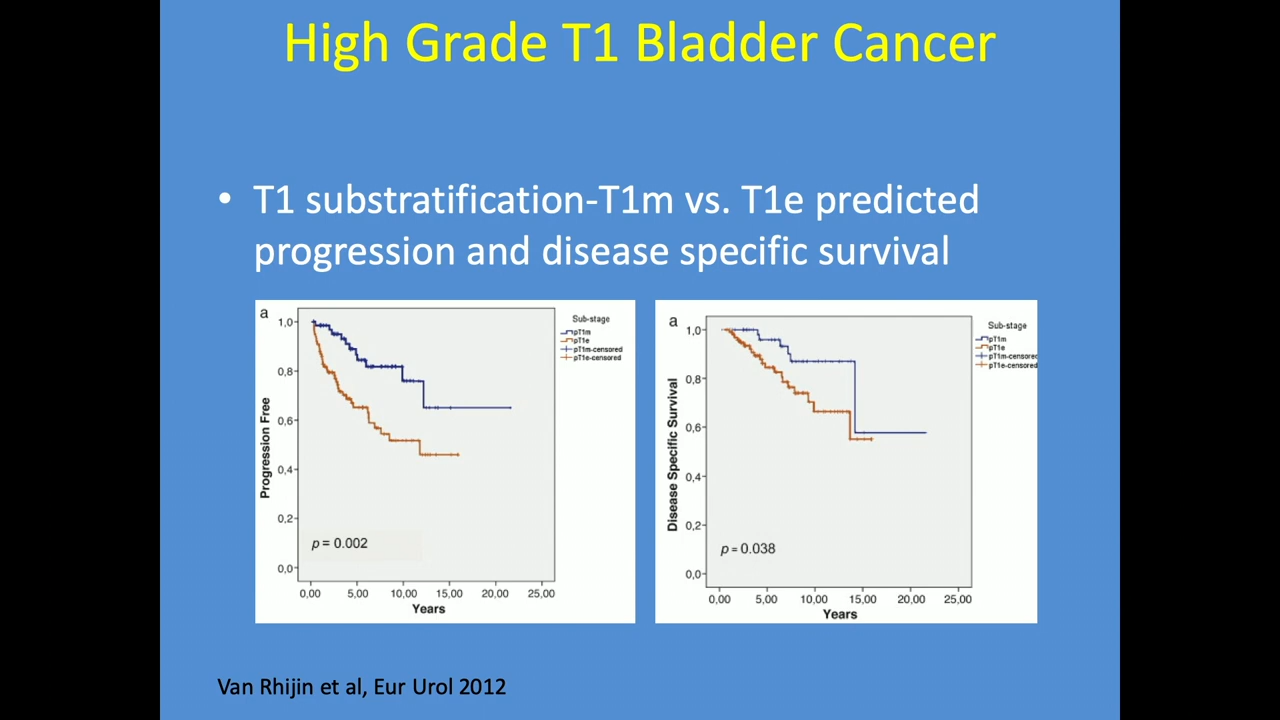 High Grade T1 Bladder Cancer
• T1 substratification-T1m vs. T1e predicted
progression and disease specific survival
a
Progression Free
1,0
0,8
0,6
0,4
0,2
0,0
p = 0.002
0,00 5,00 10,00 15,00 20,00 25,00
Years
Sub-stage
pT1m
pT1e
pT1m-censored
pT1e-censored
a
Disease Specific Survival
1,0
0,8
0,6
0,4
0,2
0,0
p = 0.038
0,00 5,00 10,00 15,00 20,00 25,00
Years
Sub-stage
pT1m
pT1e
pT1m-censored
pT1e-censored
Van Rhijin et al, Eur Urol 2012